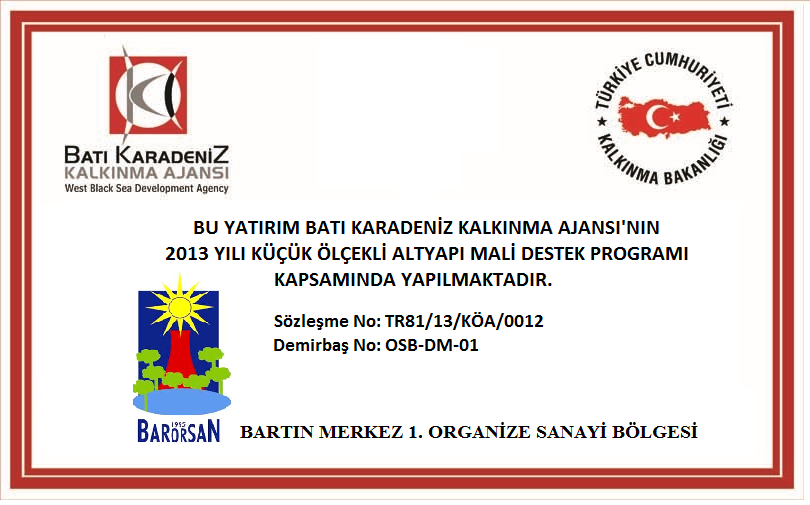 BATI KARADENİZ
KALKINMA AJANSI
West Black Sea Development Agency
TÜRKİYE CUMHURİYETİ
KALKINMA BAKANLIĞI
BU YATIRIM BATI KARADENİZ KALKINMA AJANSI'NIN
2013 YILI KÜÇÜK ÖLÇEKLİ ALTYAPI MALİ DESTEK PROGRAMI
KAPSAMINDA YAPILMAKTADIR.
Sözleşme No: TR81/13/KÖA/0012
Demirbaş No: OSB-DM-01
1995
BARORSAN
BARTIN MERKEZ 1. ORGANİZE SANAYİ BÖLGESİ